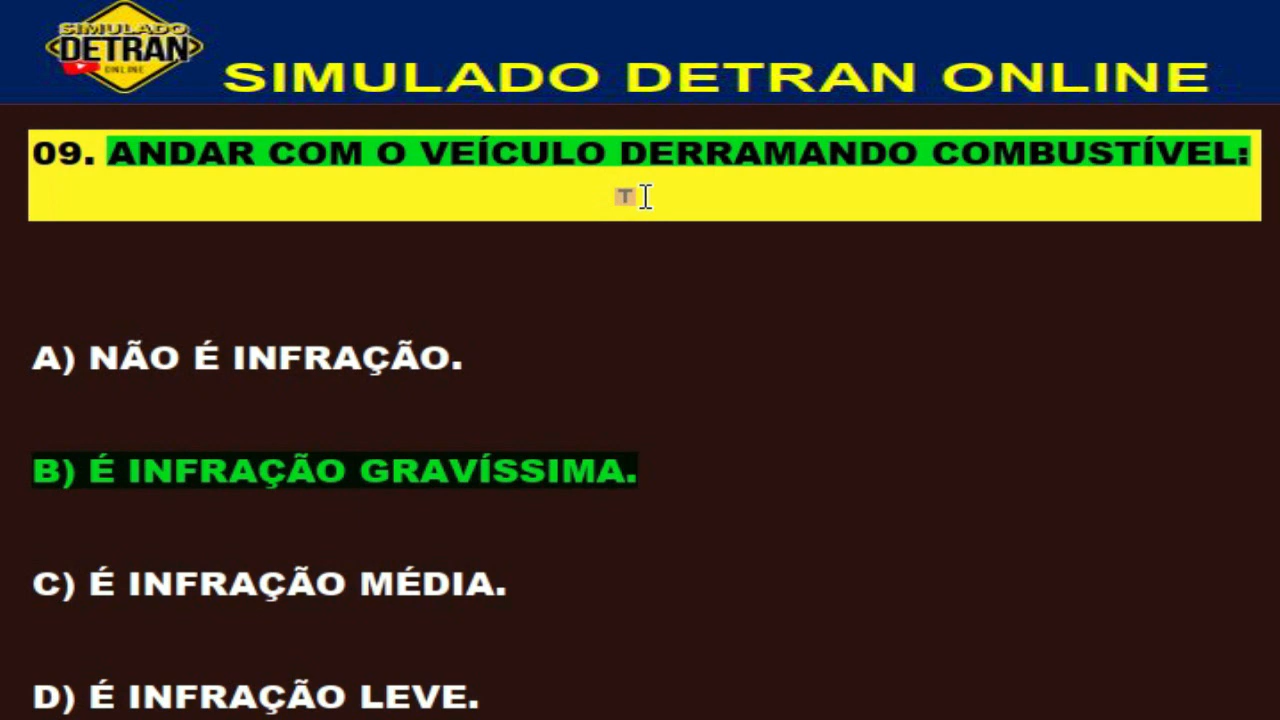 SIMULADO
DETRAN
ONLINE
SIMULADO DETRAN ONLINE
09. ANDAR COM O VEÍCULO DERRAMANDO COMBUSTÍVEL:
T
A) NÃO É INFRAÇÃO.
B) É INFRAÇÃO GRAVÍSSIMA.
C) É INFRAÇÃO MÉDIA.
D) É INFRAÇÃO LEVE.